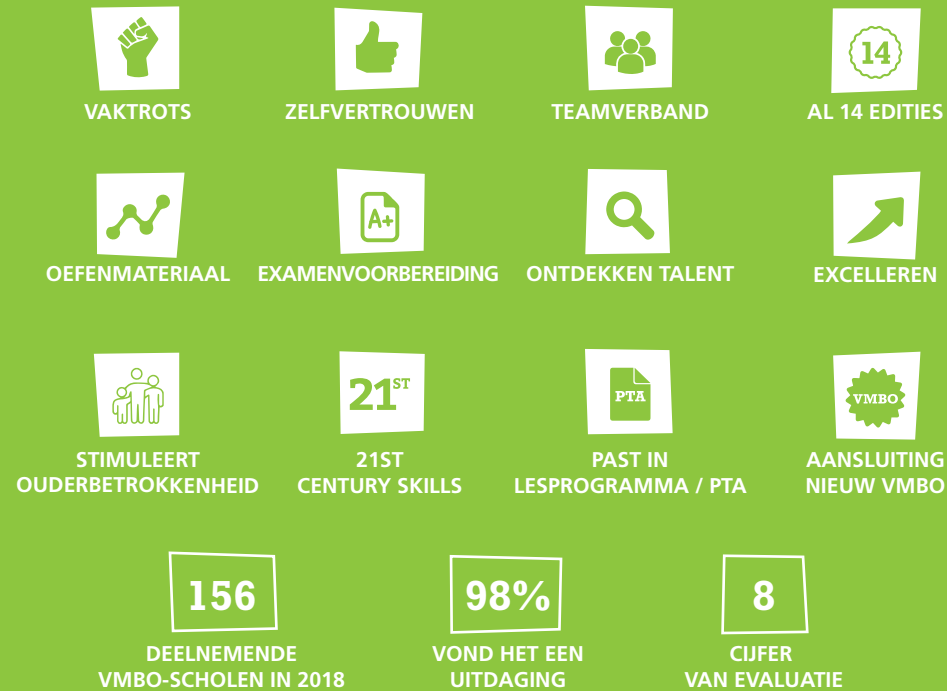 14
VAKTROTS
ZELFVERTROUWEN
TEAMVERBAND
AL 14 EDITIES
A+
OEFENMATERIAAL
EXAMENVOORBEREIDING
ONTDEKKEN TALENT
EXCELLEREN
21ST
PTA
VMBO
STIMULEERT
OUDERBETROKKENHEID
21ST
CENTURY SKILLS
PAST IN
LESPROGRAMMA / PTA
AANSLUITING
NIEUW VMBO
156
DEELNEMENDE
VMBO-SCHOLEN IN 2018
98%
VOND HET EEN
UITDAGING
8
CIJFER
VAN EVALUATIE